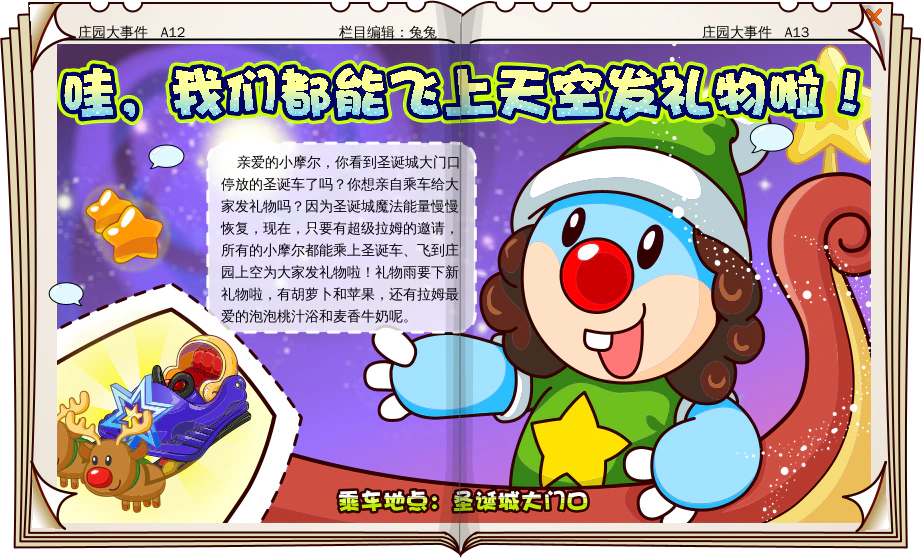 庄园大事件 A12
栏目编辑：兔兔
庄园大事件 A13
哇，我们都能飞上天空发礼物啦！
亲爱的小摩尔，你看到圣诞城大门口
停放的圣诞车了吗？你想亲自乘车给大
家发礼物吗？因为圣诞城魔法能量慢慢
恢复，现在，只要有超级拉姆的邀请，
所有的小摩尔都能乘上圣诞车、飞到庄
园上空为大家发礼物啦！礼物雨要下新
礼物啦，有胡萝卜和苹果，还有拉姆最
爱的泡泡桃汁浴和麦香牛奶呢。
乘车地点：圣诞城大门口